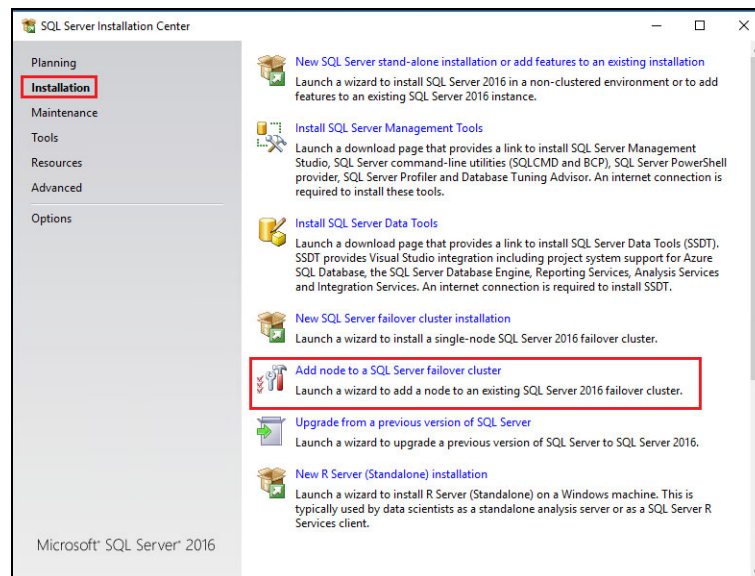 SQL Server Installation Center
Planning
Installation
Maintenance
Tools
Resources
Advanced
Options
New SQL Server stand-alone installation or add features to an existing installation
Launch a wizard to install SQL Server 2016 in a non-clustered environment or to add
features to an existing SQL Server 2016 instance.
Install SQL Server Management Tools
Launch a download page that provides a link to install SQL Server Management
Studio, SQL Server command-line utilities (SQLCMD and BCP), SQL Server PowerShell
provider, SQL Server Profiler and Database Tuning Advisor. An internet connection is
required to install these tools.
Install SQL Server Data Tools
Launch a download page that provides a link to install SQL Server Data Tools (SSDT).
SSDT provides Visual Studio integration including project system support for Azure
SQL Database, the SQL Server Database Engine, Reporting Services, Analysis Services
and Integration Services. An internet connection is required to install SSDT.
New SQL Server failover cluster installation
Launch a wizard to install a single-node SQL Server 2016 failover cluster.
Add node to a SQL Server failover cluster
Launch a wizard to add a node to an existing SQL Server 2016 failover cluster.
Upgrade from a previous version of SQL Server
Launch a wizard to upgrade a previous version of SQL Server to SQL Server 2016.
New R Server (Standalone) installation
Launch a wizard to install R Server (Standalone) on a Windows machine. This is
typically used by data scientists as a standalone analysis server or as a SQL Server R
Services client.
Microsoft® SQL Server® 2016